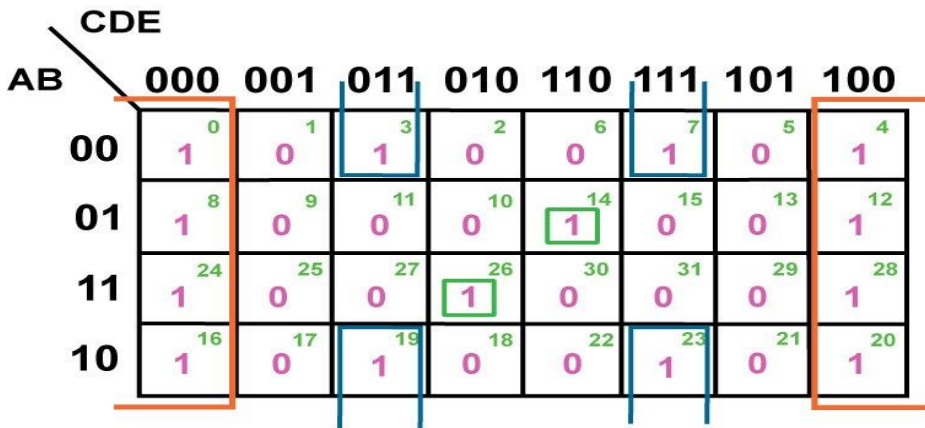 CDE
AB 000 001 011 010 110 111 101 100
0 1 3 2 6 7 5 4
00 1 0 1 0 0 1 0 1
8 9 11 10 14 15 13 12
01 1 0 0 0 1 0 0 1
24 25 27 26 30 31 29 28
11 1 0 0 1 0 0 0 1
16 17 19 18 22 23 21 20
10 1 0 1 0 0 1 0 1